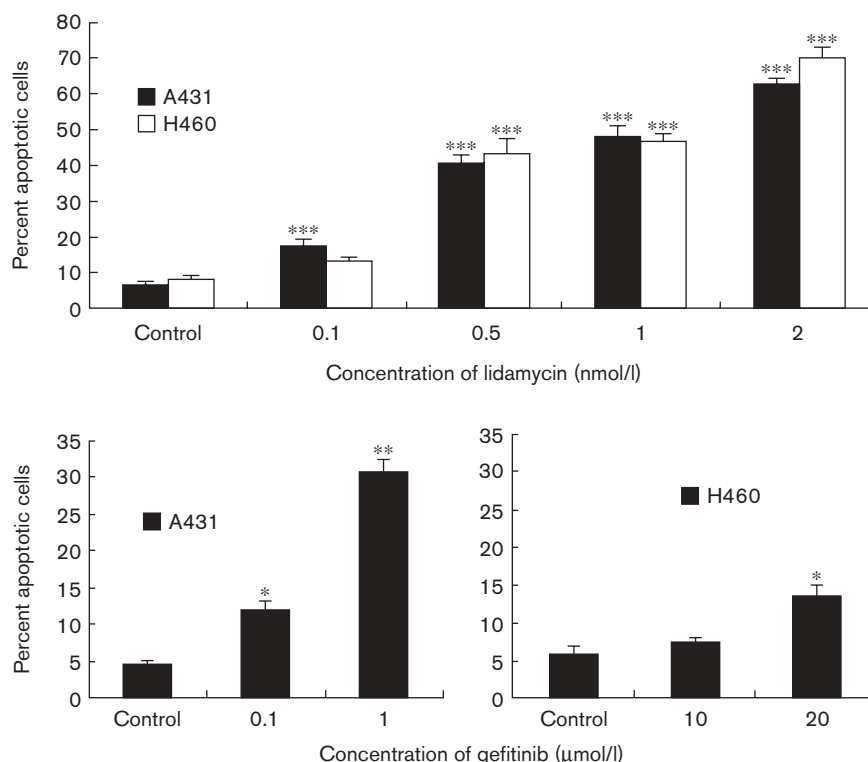 80
70
60
50
40
30
20
10
0
Percent apoptotic cells
A431
H460
***
*** ***
*** ***
*** ***
Control 0.1 0.5 1 2
Concentration of lidamycin (nmol/l)
35
30
25
20
15
10
5
0
Percent apoptotic cells
A431
*
**
Control 0.1 1
35
30
25
20
15
10
5
0
H460
*
Control 10 20
Concentration of gefitinib (μmol/l)